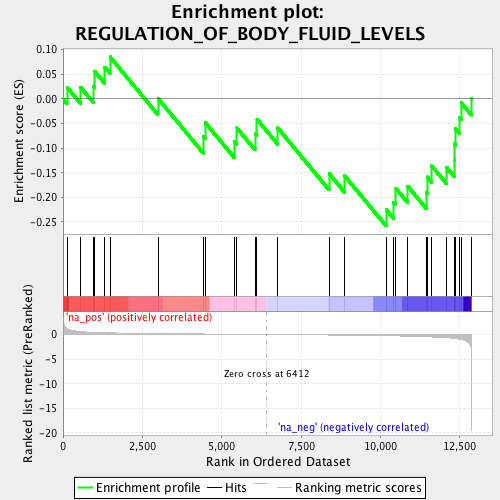 Enrichment plot:
REGULATION_OF_BODY_FLUID_LEVELS
Enrichment score (ES)
0.10
0.05
0.00
-0.05
-0.10
-0.15
-0.20
-0.25
'na_pos' (positively correlated)
Ranked list metric (PreRanked)
0
-5
-10
-15
-20
Zero cross at 6412
'na_neg' (negatively correlated)
0
2,500
5,000
7,500
10,000
12,500
Rank in Ordered Dataset
Enrichment profile
Hits
Ranking metric scores